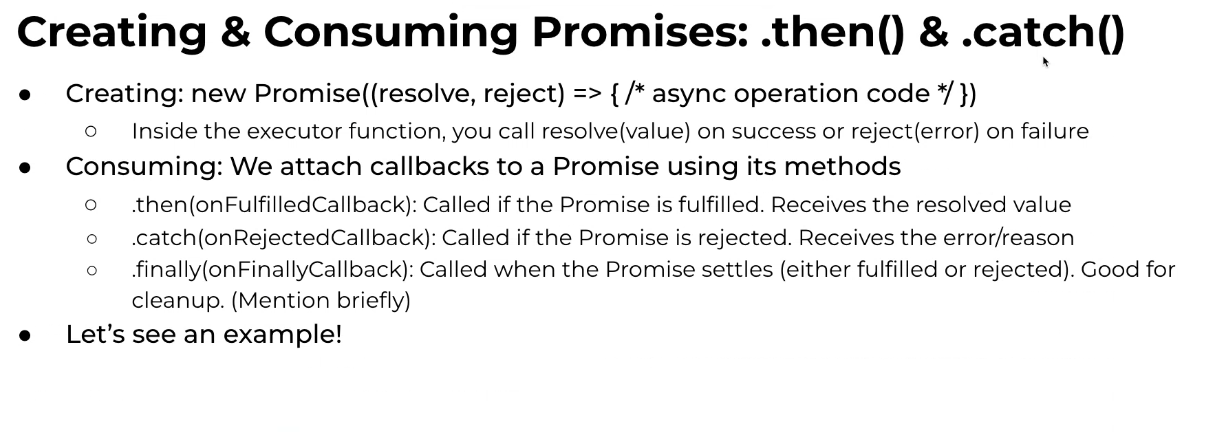 Creating & Consuming Promises: .then() & .catch()
● Creating: new Promise((resolve, reject) => { /* async operation code */ })
○ Inside the executor function, you call resolve(value) on success or reject(error) on failure
● Consuming: We attach callbacks to a Promise using its methods
○ .then(onFulfilledCallback): Called if the Promise is fulfilled. Receives the resolved value
○ .catch(onRejectedCallback): Called if the Promise is rejected. Receives the error/reason
○ .finally(onFinallyCallback): Called when the Promise settles (either fulfilled or rejected). Good for
cleanup. (Mention briefly)
● Let’s see an example!